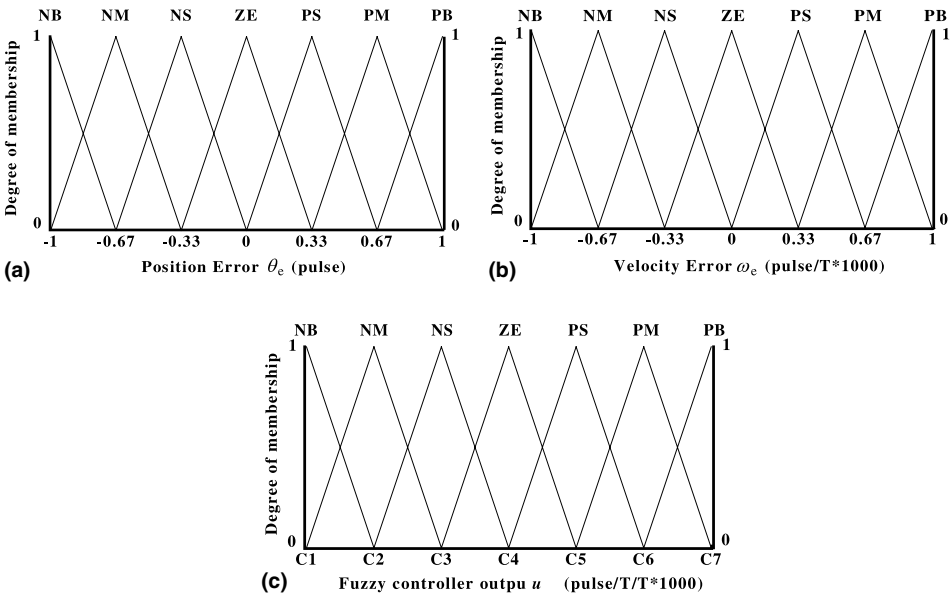 NB NM NS ZE PS PM PB
1 1
Degree of membership
0 0
-1 -0.67 -0.33 0 0.33 0.67 1
(a) Position Error θe (pulse)
NB NM NS ZE PS PM PB
1 1
Degree of membership
0 0
-1 -0.67 -0.33 0 0.33 0.67 1
(b) Velocity Error ωe (pulse/T*1000)
NB NM NS ZE PS PM PB
1 1
Degree of membership
0 0
C1 C2 C3 C4 C5 C6 C7
(c) Fuzzy controller outpu u (pulse/T/T*1000)